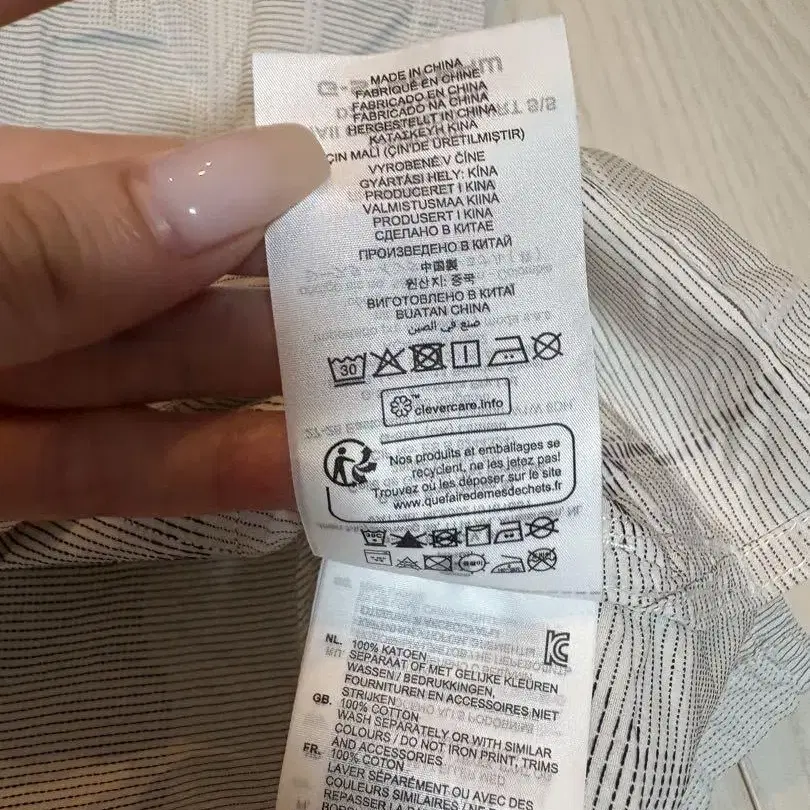 MADE IN CHINA
FABRIQUÉ EN CHINE
FABRICADO EN CHINA
FABRICADO NA CHINA
HERGESTELLT IN CHINA
ΚΑΤΑΣΚΕΥΗ ΚΙΝΑ
ÇIN MALI (ÇIN'DE ÜRETILMIŞTIR)
VYROBENÉ V ČÍNE
GYÁRTÁSI HELY: KÍNA
PRODUCERET I KINA
VALMISTUSMAA KIINA
PRODUSERT I KINA
СДЕЛАНО В КИТАЕ
ПРОИЗВЕДЕНО В КИТАЙ
中国製
원산지: 중국
ВИГОТОВЛЕНО В КИТАЇ
BUATAN CHINA
صنع في الصين
30
clevercare.info
Nos produits et emballages se
recyclent, ne les jetez pas!
Trouvez où les déposer sur le site
www.quefairedemesdechets.fr
NL. 100% KATOEN
SEPARAAT OF MET GELIJKE KLEUREN
WASSEN / BEDRUKKINGEN,
FOURNITUREN EN ACCESSOIRES NIET
STRIJKEN
GB. 100% COTTON
WASH SEPARATELY OR WITH SIMILAR
COLOURS / DO NOT IRON PRINT, TRIMS
AND ACCESSORIES
FR. 100% COTON
LAVER SÉPARÉMENT OU AVEC DES
COULEURS SIMILAIRES / NE
REPASSER LA